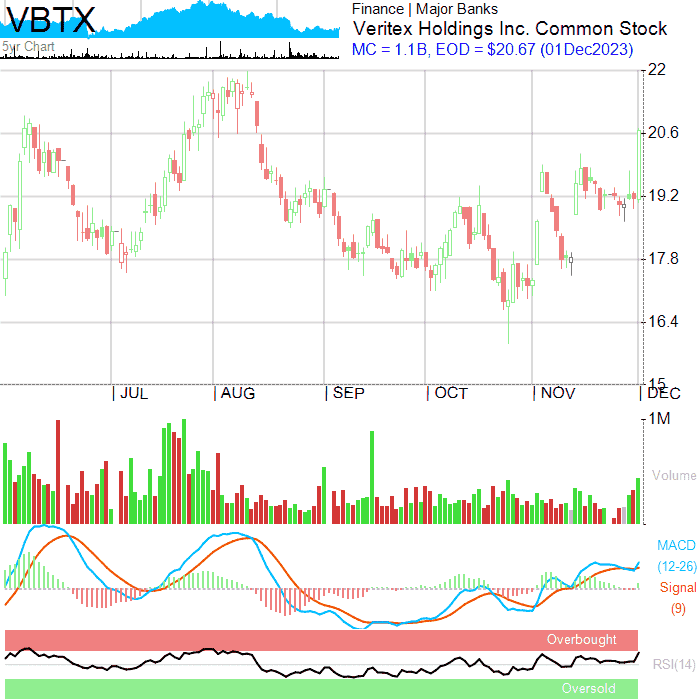 VBTX
5yr Chart
Finance | Major Banks
Veritex Holdings Inc. Common Stock
MC = 1.1B, EOD = $20.67 (01Dec2023)
22
20.6
19.2
17.8
16.4
15
JUL AUG SEP OCT NOV DEC
1M
Volume
MACD
(12-26)
Signal
(9)
Overbought
RSI(14)
Oversold